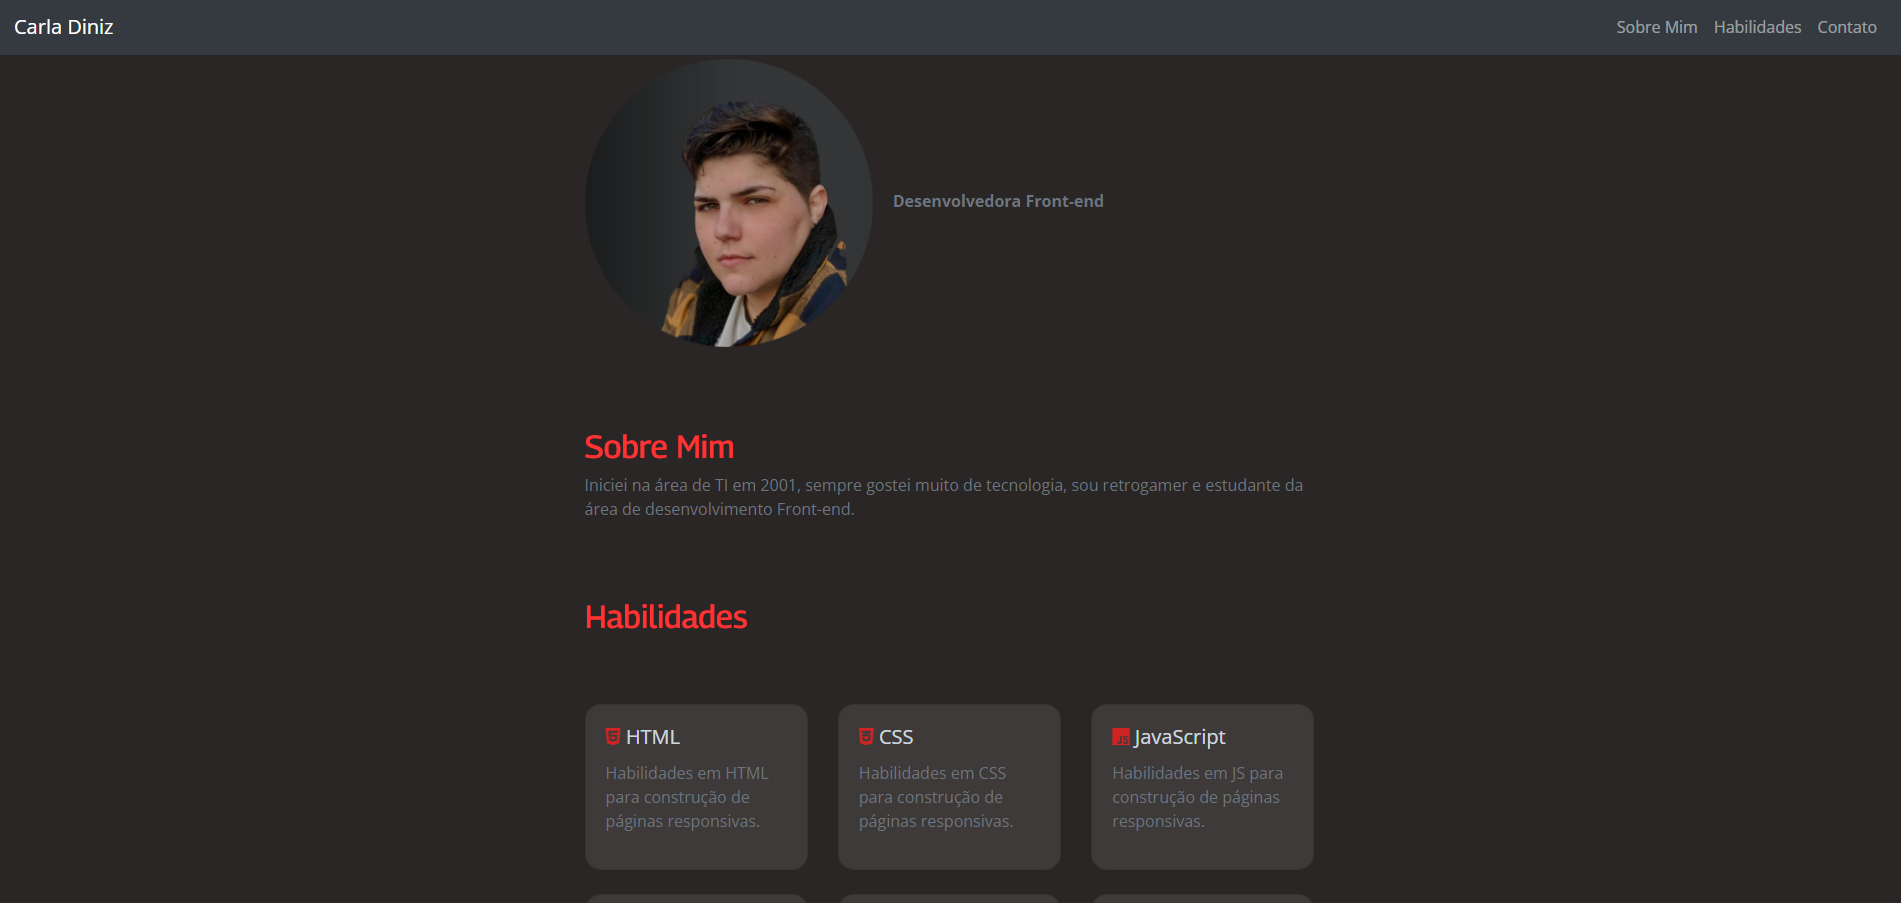 Carla Diniz
Sobre Mim Habilidades Contato
Desenvolvedora Front-end
Sobre Mim
Iniciei na área de TI em 2001, sempre gostei muito de tecnologia, sou retrogamer e estudante da
área de desenvolvimento Front-end.
Habilidades
HTML
Habilidades em HTML
para construção de
páginas responsivas.
CSS
Habilidades em CSS
para construção de
páginas responsivas.
JS JavaScript
Habilidades em JS para
construção de páginas
responsivas.